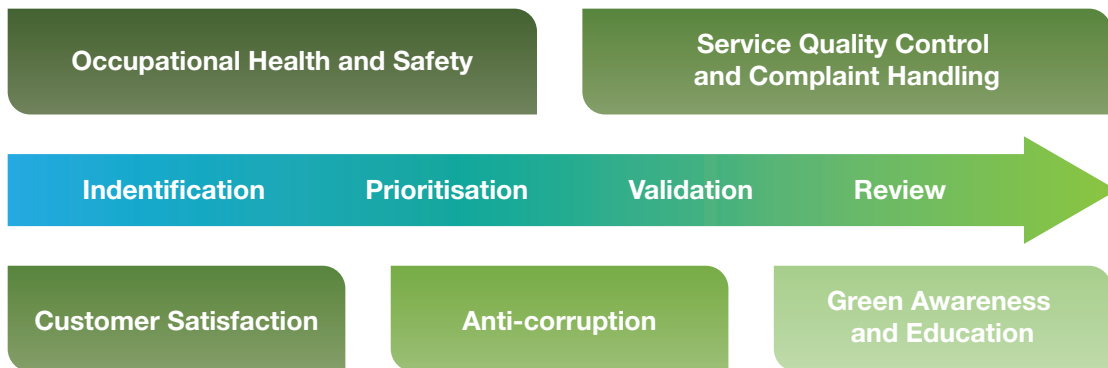 Occupational Health and Safety
Service Quality Control
and Complaint Handling
Indentification Prioritisation Validation Review
Customer Satisfaction
Anti-corruption
Green Awareness
and Education